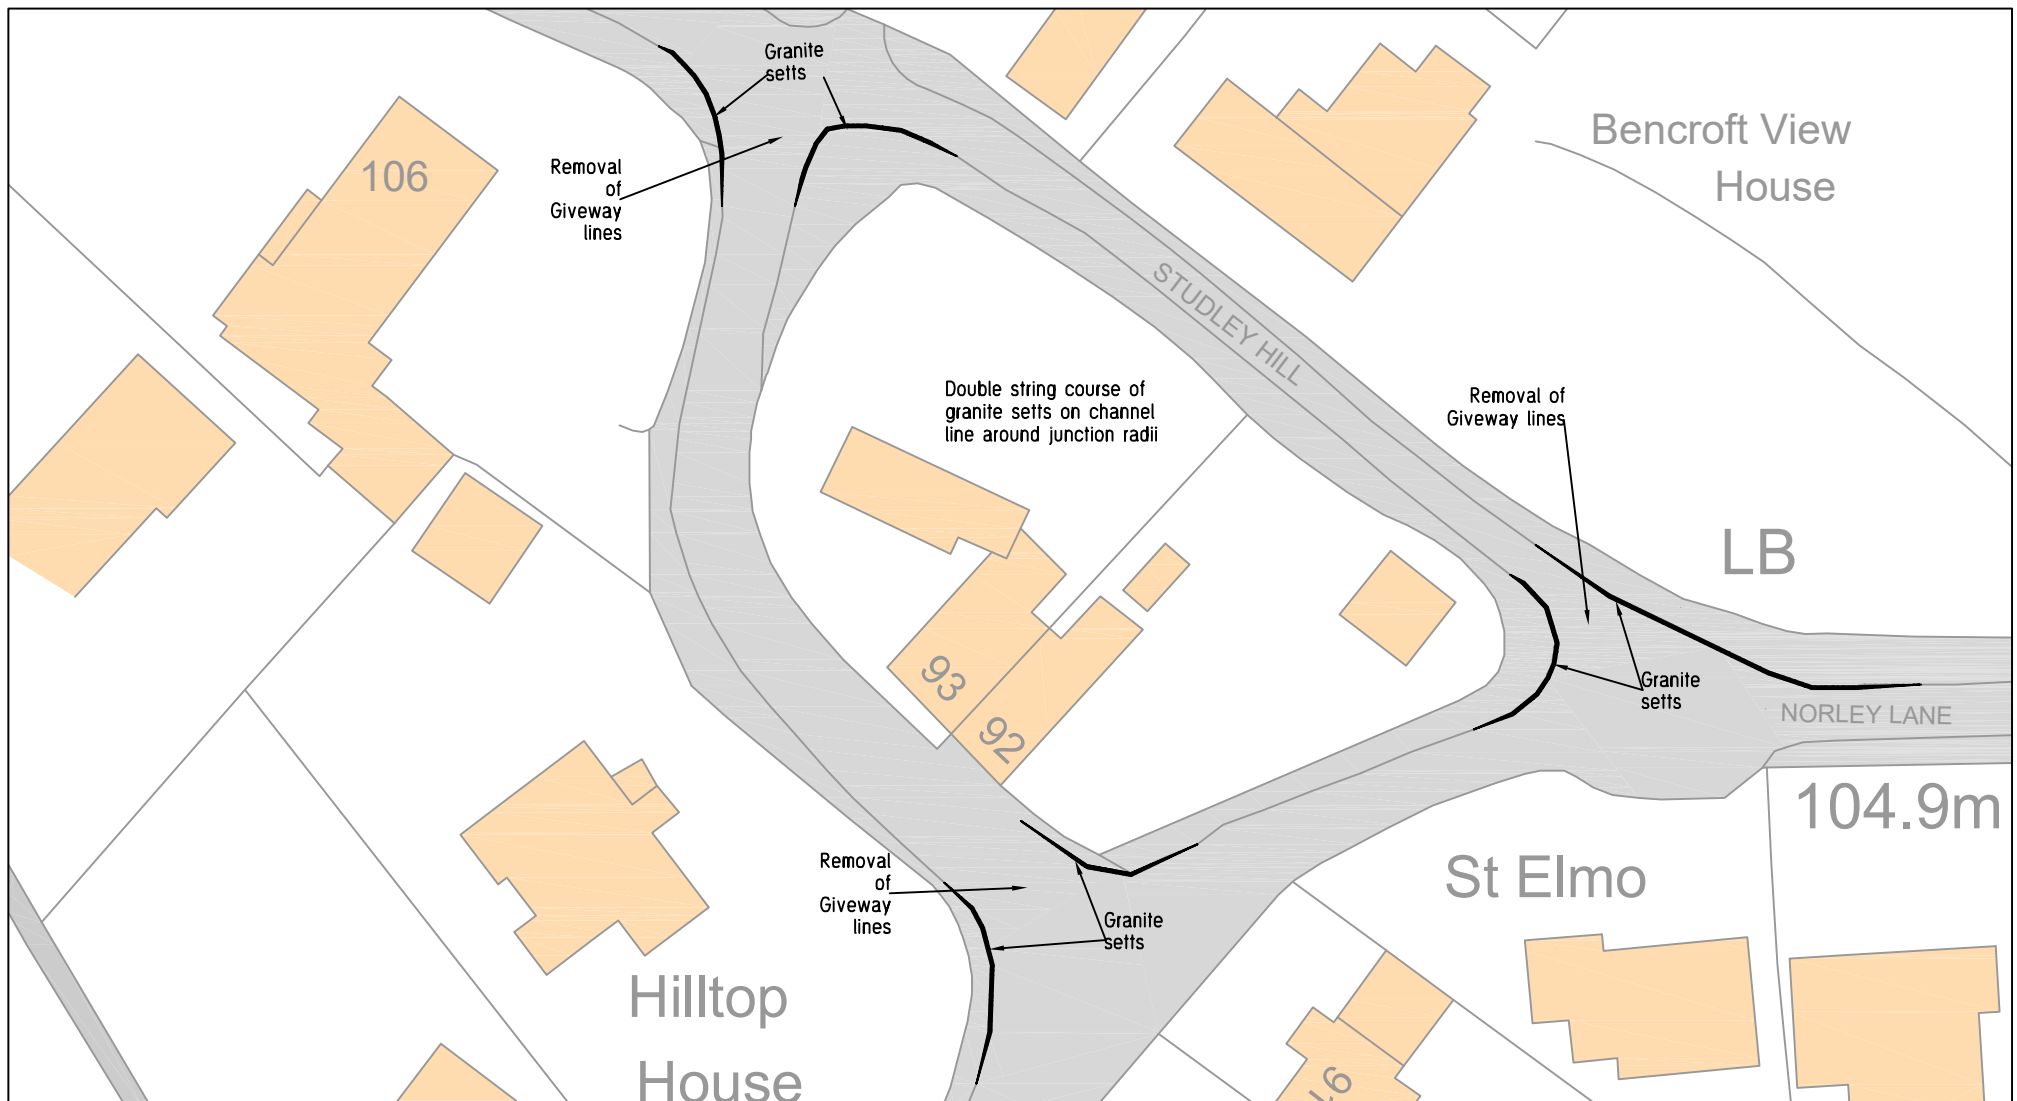 Granite
setts
Bencroft View
House
106
Removal
of
Giveway
lines
STUDLEY HILL
Double string course of
granite setts on channel
line around junction radii
Removal of
Giveway lines
LB
93
92
Granite
setts
NORLEY LANE
104.9m
St Elmo
Removal
of
Giveway
lines
Granite
setts
Hilltop
House